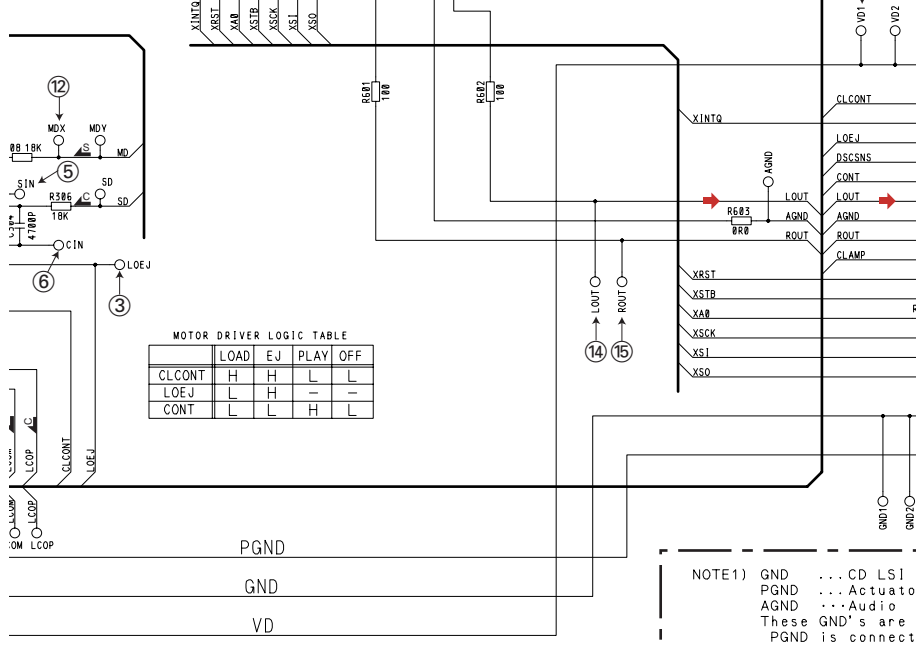 XINTQ
XRST
XA0
XSTB
XSCK
XSI
XSO
VD1
VD2
R601
100
R602
100
CLCONT
XINTQ
12
MDX
MDY
LOEJ
08 18K
S
MD
DSCSNS
5
AGND
CONT
SIN
SD
R306
C
SD
LOUT
LOUT
18K
R603
AGND
AGND
4700P
0R0
ROUT
ROUT
CIN
CLAMP
LOEJ
6
3
XRST
LOUT
ROUT
XSTB
XA0
R
MOTOR DRIVER LOGIC TABLE
XSCK
14
15
LOAD EJ PLAY OFF
XSI
CLCONT H H L L
XSO
LOEJ L H – –
CONT L L H L
C
LCOP
CLCONT
LOEJ
LCOM
LCOP
GND1
GND2
COM LCOP
PGND
GND
VD
NOTE1) GND ...CD LSI
PGND ...Actuato
AGND ···Audio
These GND's are
PGND is connect